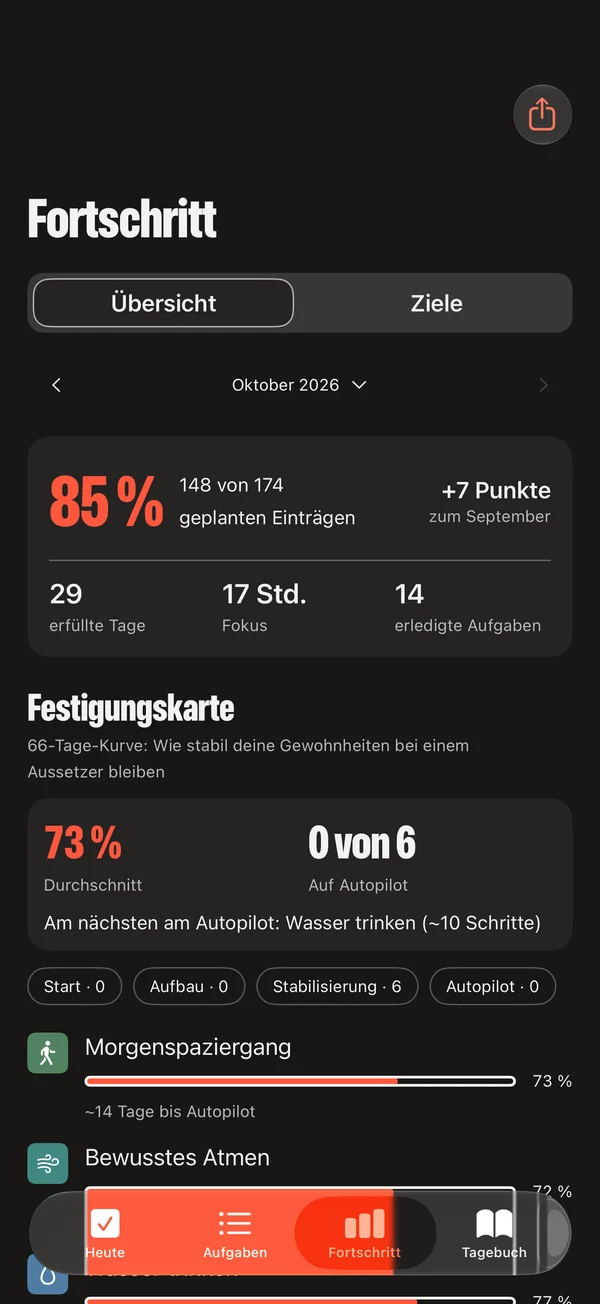 Fortschritt
Übersicht
Ziele
Oktober 2026
85 %
148 von 174
geplanten Einträgen
+7 Punkte
zum September
29
erfüllte Tage
17 Std.
Fokus
14
erledigte Aufgaben
Festigungskarte
66-Tage-Kurve: Wie stabil deine Gewohnheiten bei einem
Aussetzer bleiben
73 %
Durchschnitt
0 von 6
Auf Autopilot
Am nächsten am Autopilot: Wasser trinken (~10 Schritte)
Start · 0
Aufbau · 0
Stabilisierung · 6
Autopilot · 0
Morgenspaziergang
73 %
~14 Tage bis Autopilot
Bewusstes Atmen
72 %
Heute
Aufgaben
Fortschritt
Tagebuch
77 %